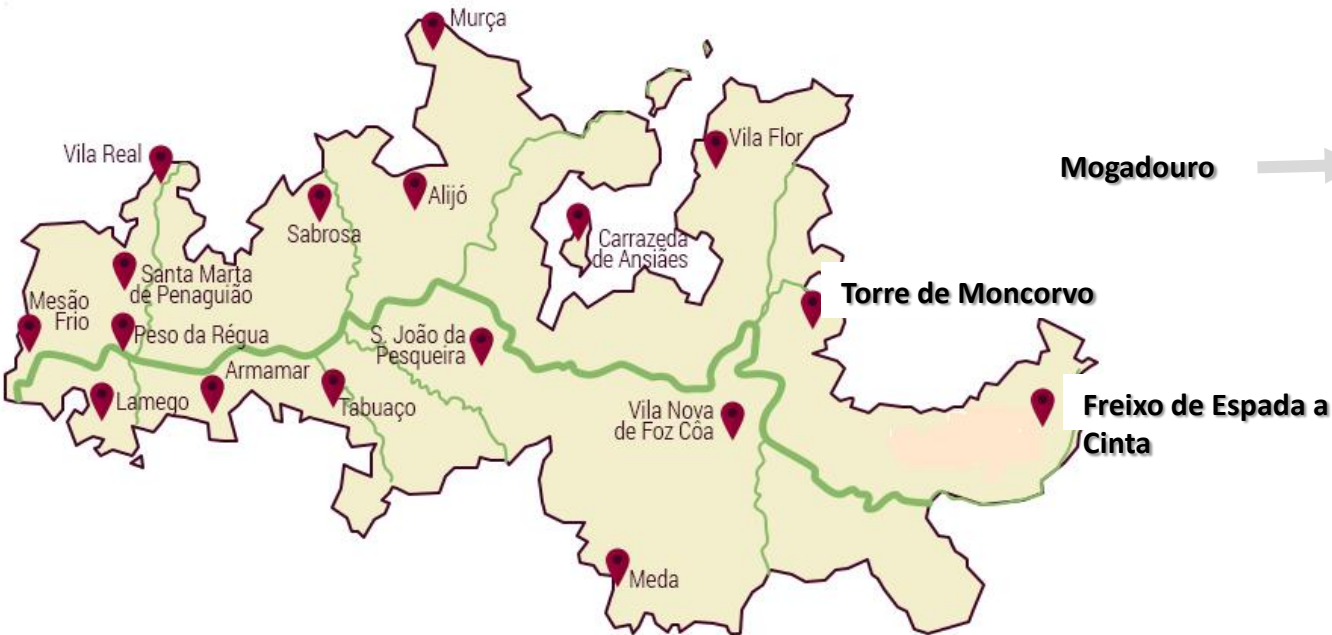 Murça
Vila Flor
Vila Real
Mogadouro
Alijó
Sabrosa
Carrazeda
de Ansiães
Santa Marta
de Penaguião
Torre de Moncorvo
Mesão
Frio
Peso da Régua
S. João da
Pesqueira
Armamar
Lamego
Tabuaço
Vila Nova
de Foz Côa
Freixo de Espada a
Cinta
Meda